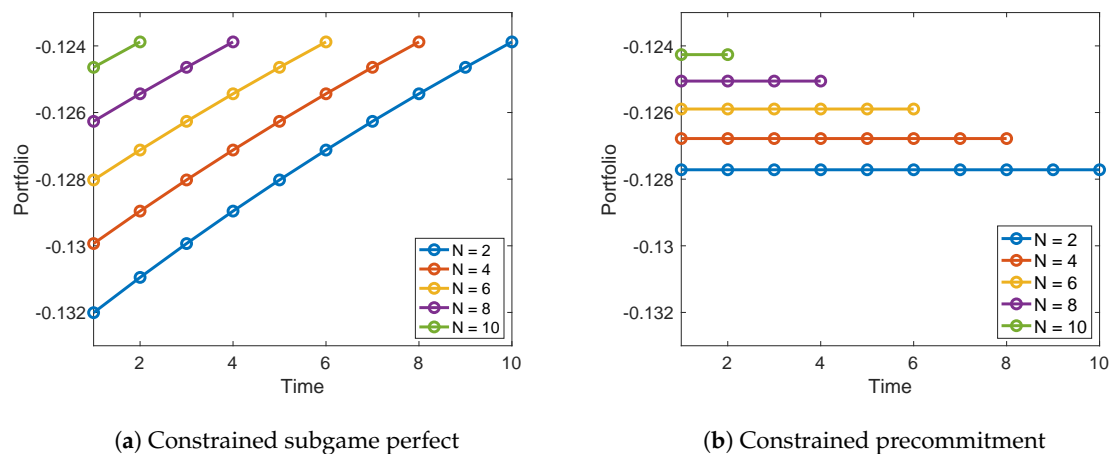 -0.124
-0.126
-0.128
-0.13
-0.132
Portfolio
2
4
6
8
10
Time
N = 2
N = 4
N = 6
N = 8
N = 10
(a) Constrained subgame perfect
-0.124
-0.126
-0.128
-0.13
-0.132
Portfolio
2
4
6
8
10
Time
N = 2
N = 4
N = 6
N = 8
N = 10
(b) Constrained precommitment